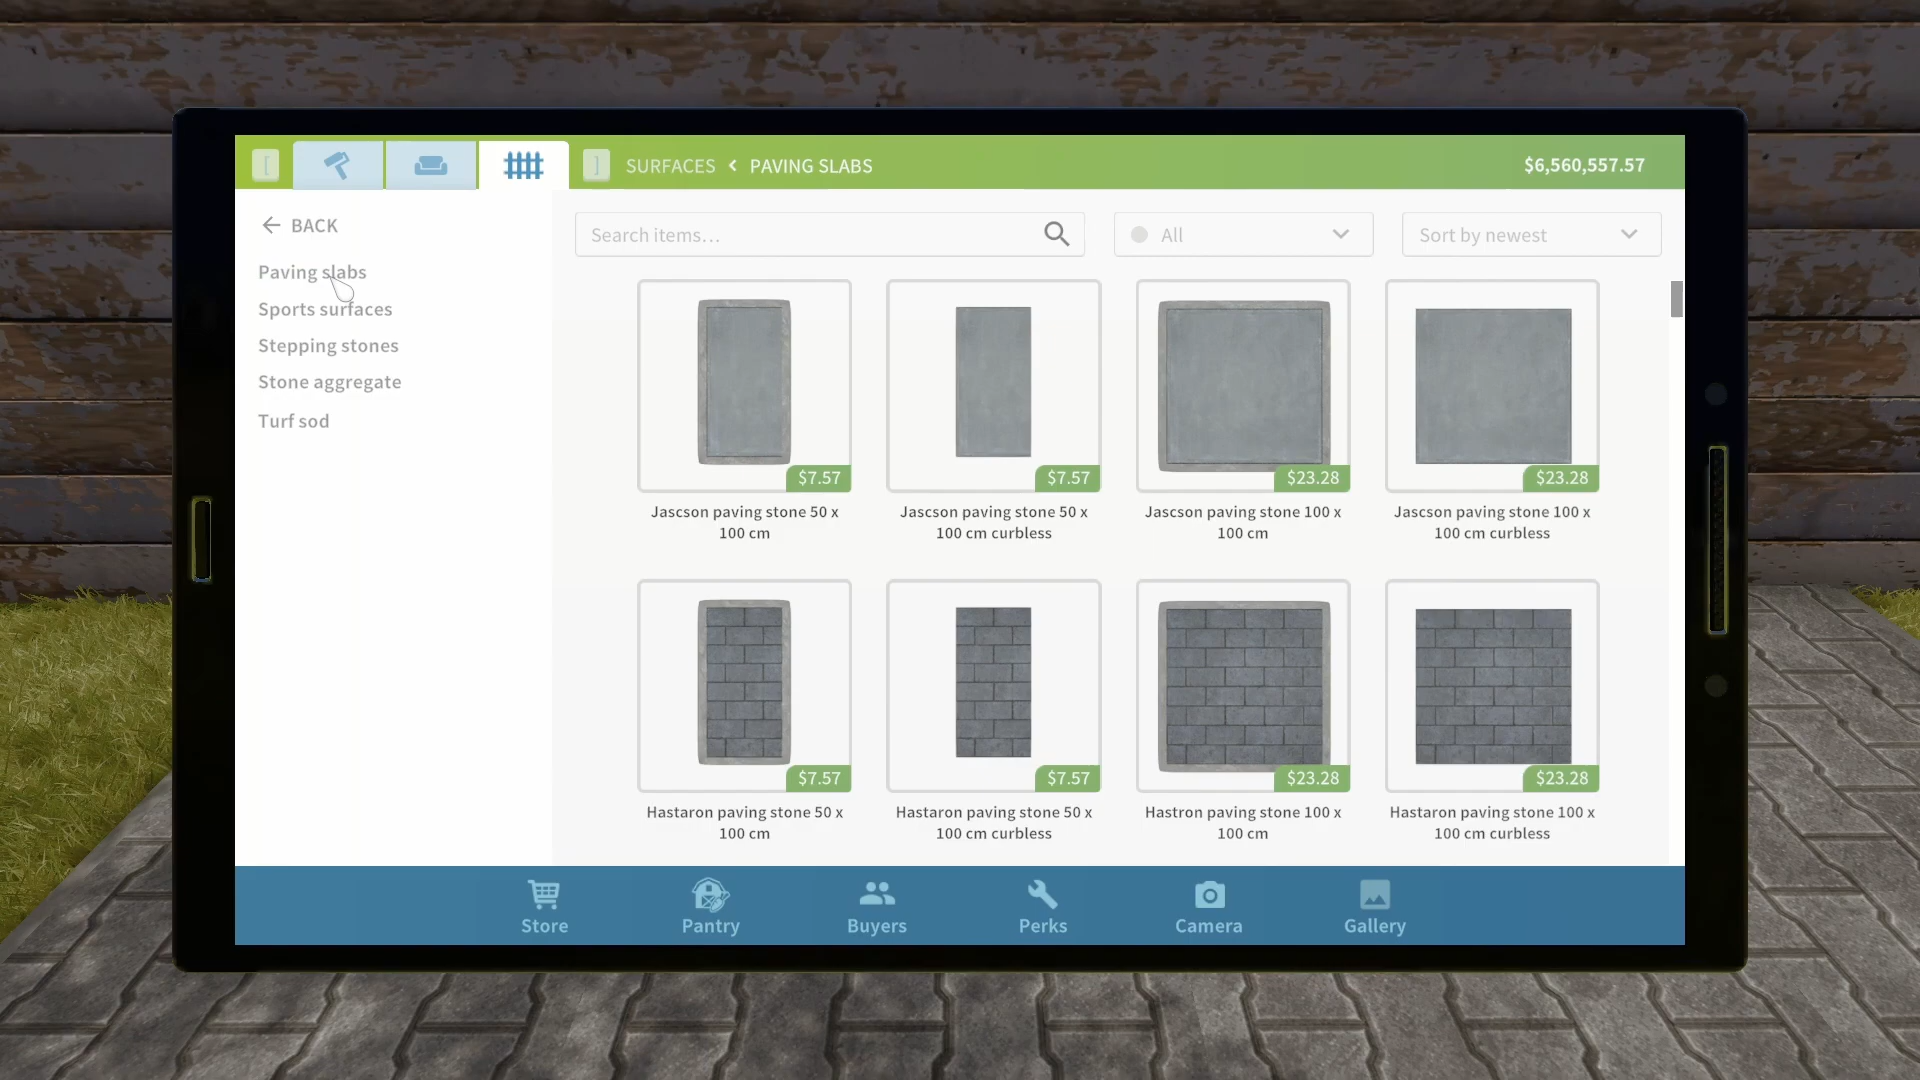 [
]
SURFACES < PAVING SLABS
$6,560,557.57
BACK
Paving slabs
Sports surfaces
Stepping stones
Stone aggregate
Turf sod
Search items...
All
Sort by newest
$7.57
$7.57
$23.28
$23.28
Jascson paving stone 50 x
100 cm
Jascson paving stone 50 x
100 cm curbless
Jascson paving stone 100 x
100 cm
Jascson paving stone 100 x
100 cm curbless
$7.57
$7.57
$23.28
$23.28
Hastaron paving stone 50 x
100 cm
Hastaron paving stone 50 x
100 cm curbless
Hastron paving stone 100 x
100 cm
Hastaron paving stone 100 x
100 cm curbless
Store
Pantry
Buyers
Perks
Camera
Gallery